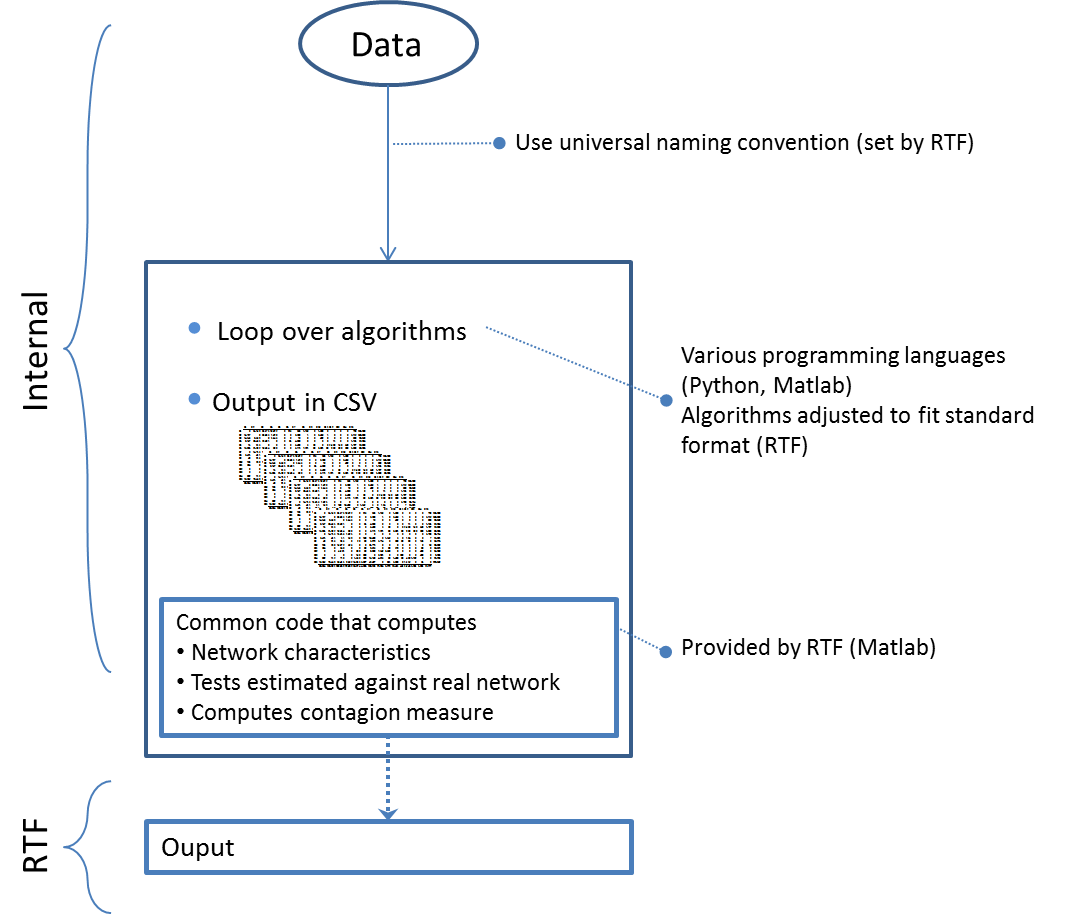 Data
Use universal naming convention (set by RTF)
Internal
• Loop over algorithms
Various programming languages
(Python, Matlab)
Algorithms adjusted to fit standard
format (RTF)
• Output in CSV
Common code that computes
• Network characteristics
• Tests estimated against real network
• Computes contagion measure
Provided by RTF (Matlab)
RTF
Ouput